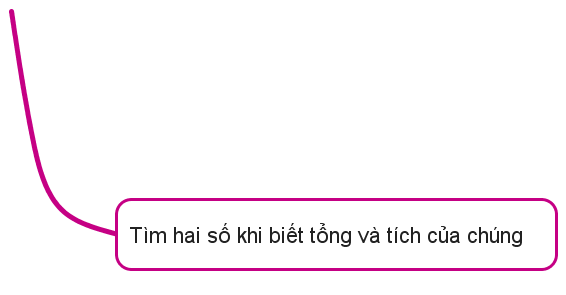 Tìm hai số khi biết tổng và tích của chúng